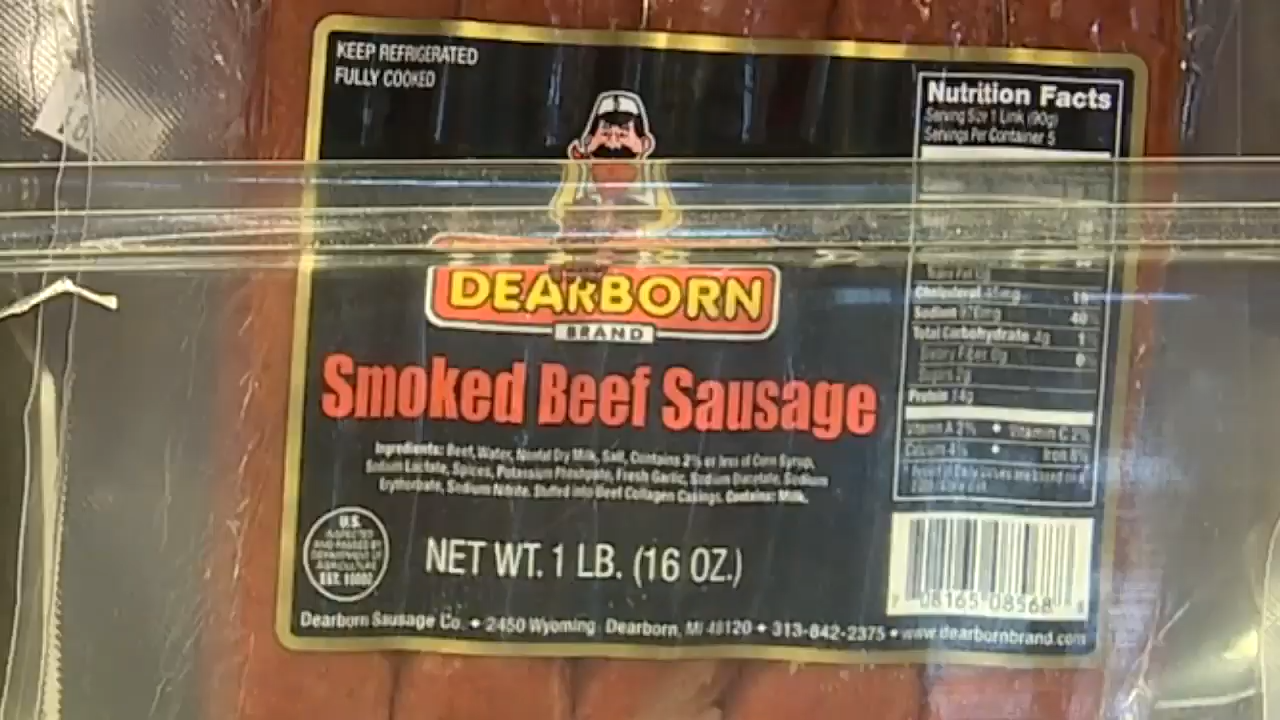 KEEP REFRIGERATED
FULLY COOKED
DEARBORN
BRAND
Smoked Beef Sausage
Ingredients: Beef, Water, Nonfat Dry Milk, Salt, Contains 2% or less of Corn Syrup,
Sodium Lactate, Spices, Potassium Phosphate, Fresh Garlic, Sodium Diacetate, Sodium
Erythorbate, Sodium Nitrite. Stuffed into Beef Collagen Casings. Contains: Milk.
U.S.
INSPECTED
AND PASSED BY
DEPARTMENT OF
AGRICULTURE
EST.
NET WT. 1 LB. (16 OZ.)
Dearborn Sausage Co. • 2450 Wyoming Dearborn, MI 48120 • 313-842-2375 • www.dearbornbrand.com
Nutrition Facts
Serving Size 1 Link (90g)
Servings Per Container 5
Cholesterol
Sodium 40
Total Carbohydrate 4g 1
Dietary Fiber 0g 0
Sugars 2g
Protein 14g
Vitamin A 2% • Vitamin C 2%
Calcium 4% • Iron 8%
08165 08568